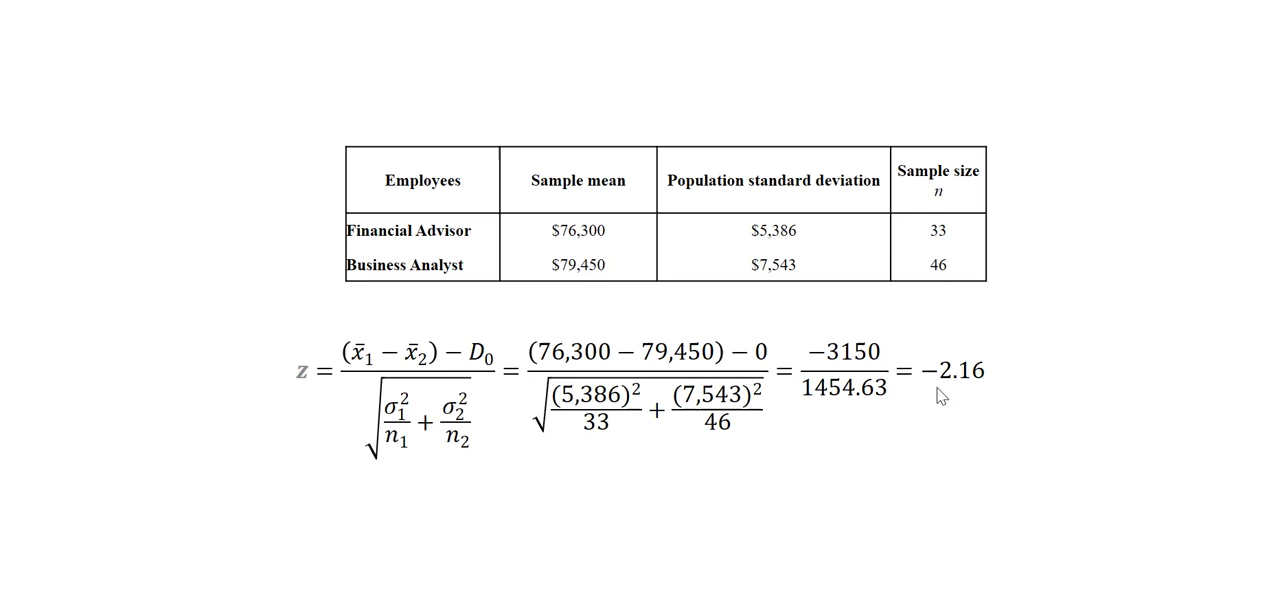 Employees Sample mean Population standard deviation Sample size n
Financial Advisor $76,300 $5,386 33
Business Analyst $79,450 $7,543 46
z = ((x̄₁ − x̄₂) − D₀) / √(σ₁²/n₁ + σ₂²/n₂) = ((76,300 − 79,450) − 0) / √((5,386)²/33 + (7,543)²/46) = −3150 / 1454.63 = −2.16